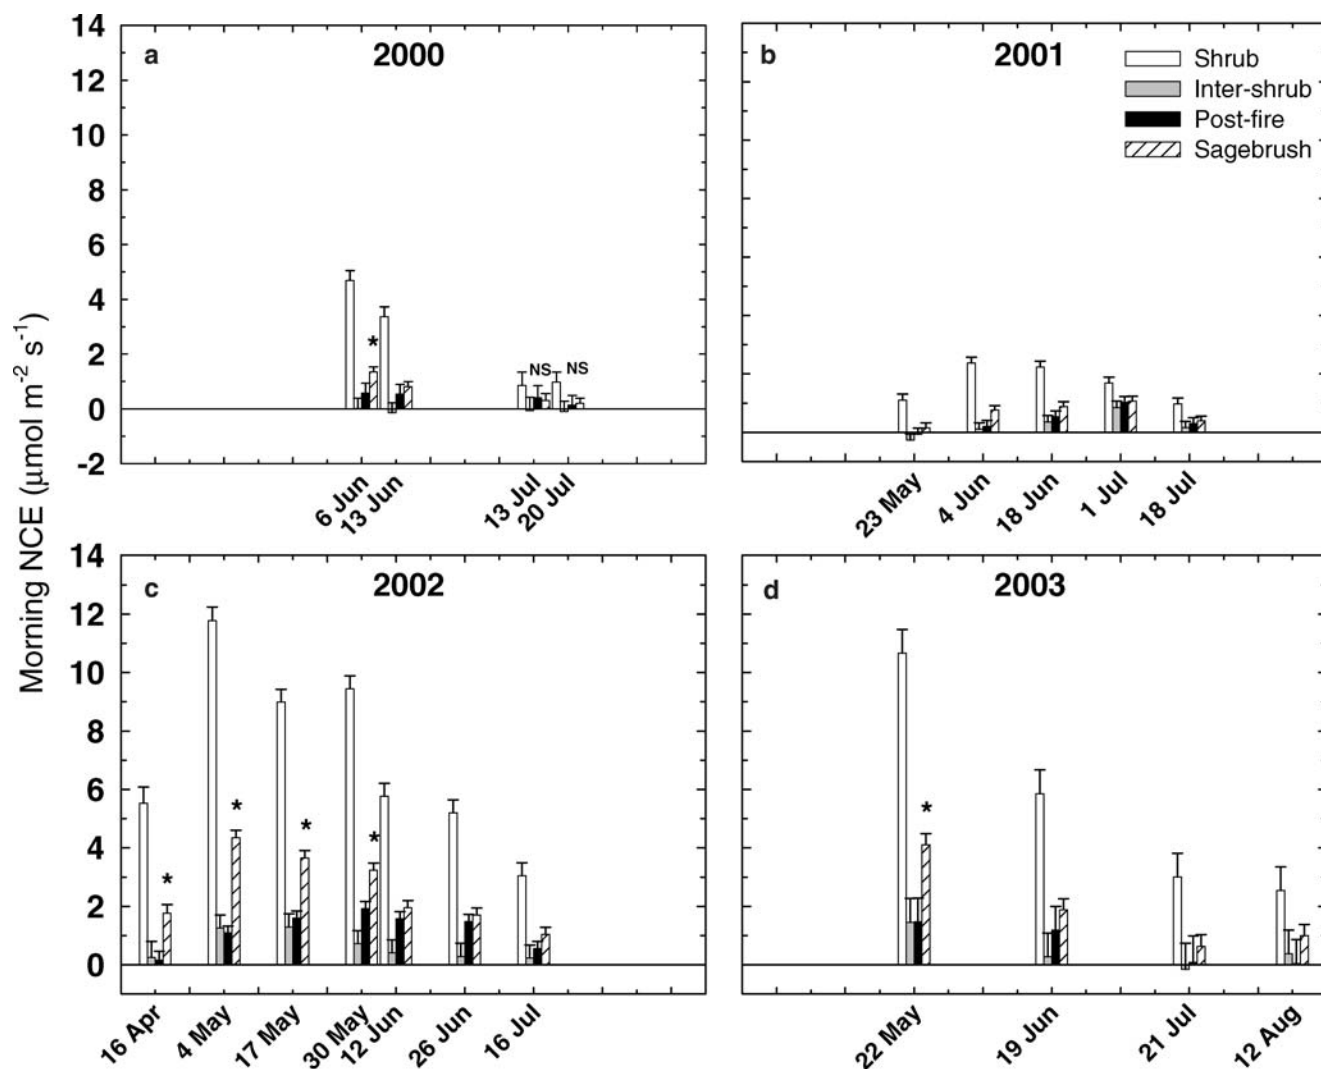 Morning NCE (μmol m-2 s-1)
a
2000
14
12
10
8
6
4
2
0
-2
*
NS
NS
6 Jun
13 Jun
13 Jul
20 Jul
b
2001
Shrub
Inter-shrub
Post-fire
Sagebrush
23 May
4 Jun
18 Jun
1 Jul
18 Jul
c
2002
14
12
10
8
6
4
2
0
*
*
*
*
16 Apr
4 May
17 May
30 May
12 Jun
26 Jun
16 Jul
d
2003
*
22 May
19 Jun
21 Jul
12 Aug